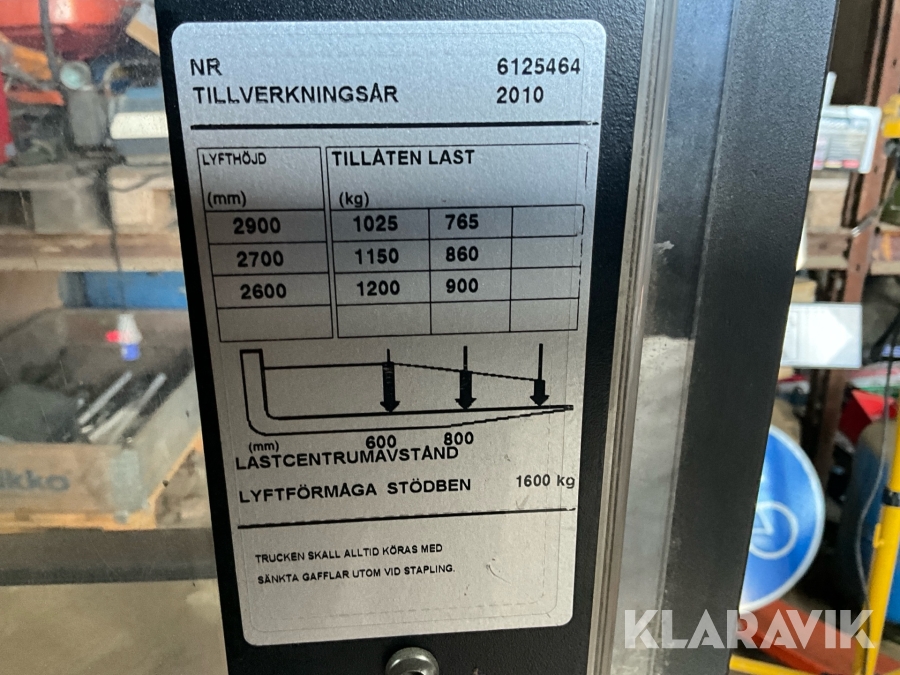 NR 6125464
TILLVERKNINGSÅR 2010
LYFTHÖJD TILLÅTEN LAST
(mm) (kg)
2900 1025 765
2700 1150 860
2600 1200 900
600 800
(mm)
LASTCENTRUMAVSTÅND
LYFTFÖRMÅGA STÖDBEN 1600 kg
TRUCKEN SKALL ALLTID KÖRAS MED
SÄNKTA GAFFLAR UTOM VID STAPLING.
KLARAVIK